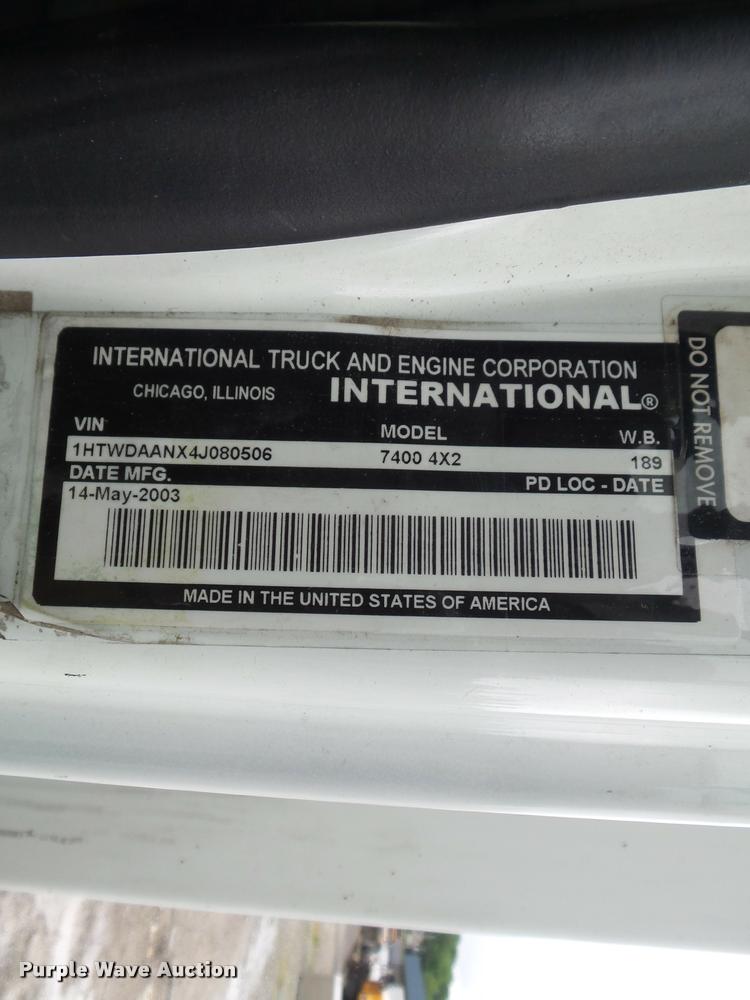 INTERNATIONAL TRUCK AND ENGINE CORPORATION
CHICAGO, ILLINOIS INTERNATIONAL®
VIN MODEL W.B.
1HTWDAANX4J080506 7400 4X2 189
DATE MFG. PD LOC - DATE
14-May-2003
MADE IN THE UNITED STATES OF AMERICA
DO NOT REMOVE
Purple Wave Auction